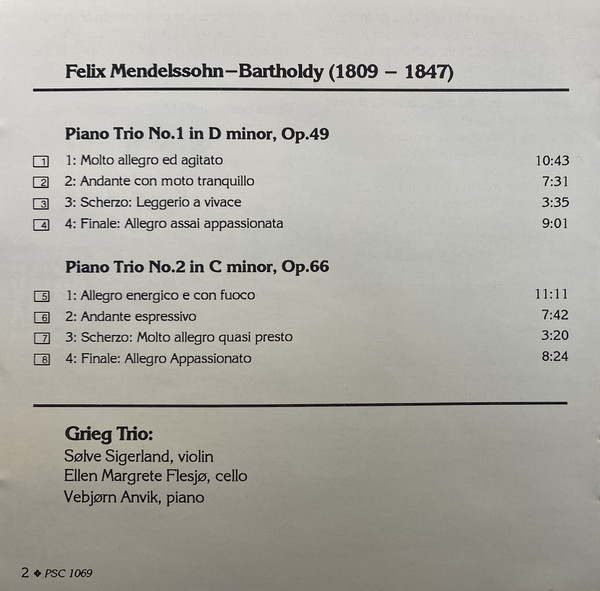 Felix Mendelssohn–Bartholdy (1809 – 1847)
Piano Trio No.1 in D minor, Op.49
1 1: Molto allegro ed agitato 10:43
2 2: Andante con moto tranquillo 7:31
3 3: Scherzo: Leggerio a vivace 3:35
4 4: Finale: Allegro assai appassionata 9:01
Piano Trio No.2 in C minor, Op.66
5 1: Allegro energico e con fuoco 11:11
6 2: Andante espressivo 7:42
7 3: Scherzo: Molto allegro quasi presto 3:20
8 4: Finale: Allegro Appassionato 8:24
Grieg Trio:
Sølve Sigerland, violin
Ellen Margrete Flesjø, cello
Vebjørn Anvik, piano
2 ❖ PSC 1069